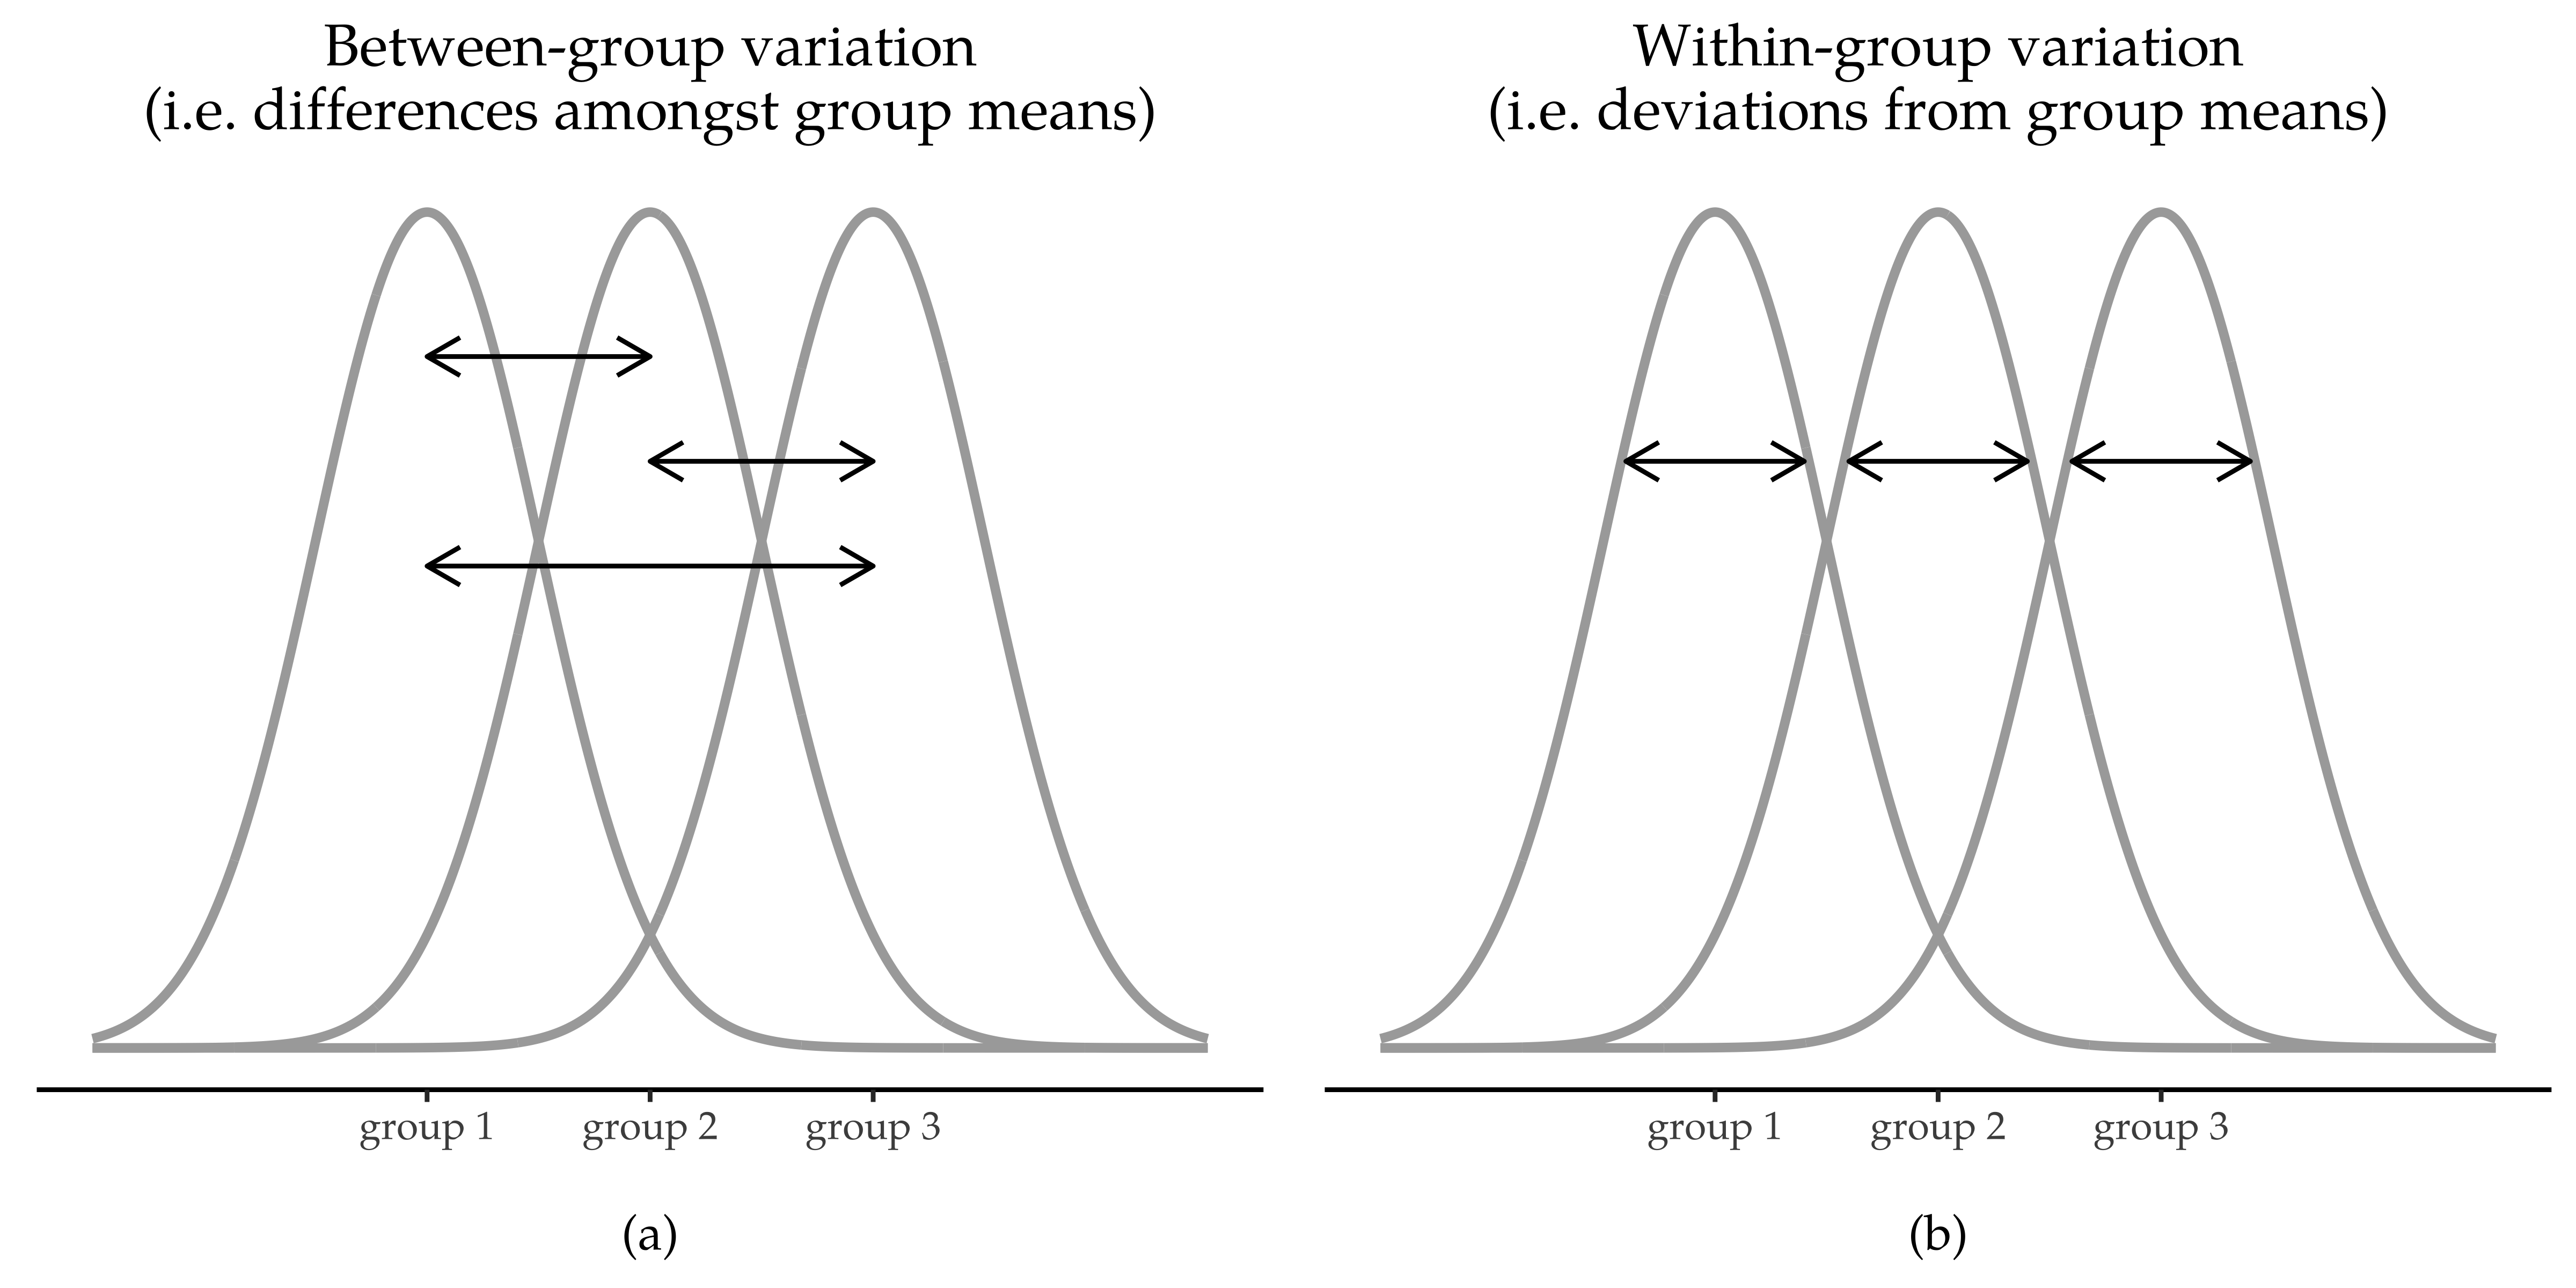 Between-group variation
(i.e. differences amongst group means)
group 1
group 2
group 3
(a)
Within-group variation
(i.e. deviations from group means)
group 1
group 2
group 3
(b)